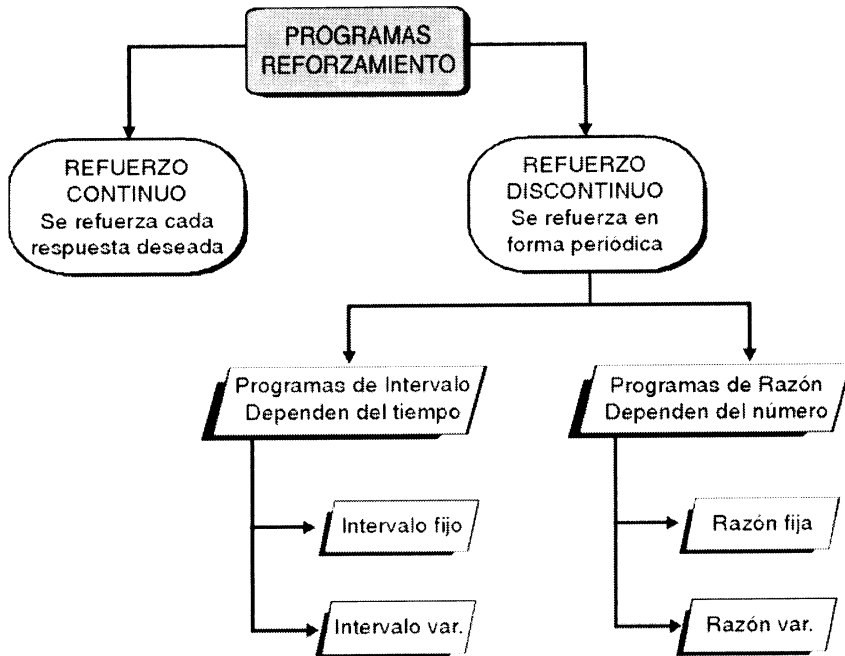 PROGRAMAS
REFORZAMIENTO
REFUERZO
CONTINUO
Se refuerza cada
respuesta deseada
REFUERZO
DISCONTINUO
Se refuerza en
forma periódica
Programas de Intervalo
Dependen del tiempo
Programas de Razón
Dependen del número
Intervalo fijo
Razón fija
Intervalo var.
Razón var.